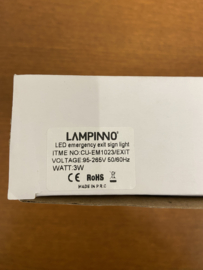 LAMPINNO®
LED emergency exit sign light
ITME NO:CU-EM1023/EXIT
VOLTAGE:95-265V 50/60Hz
WATT:3W
CE RoHS
MADE IN P.R.C